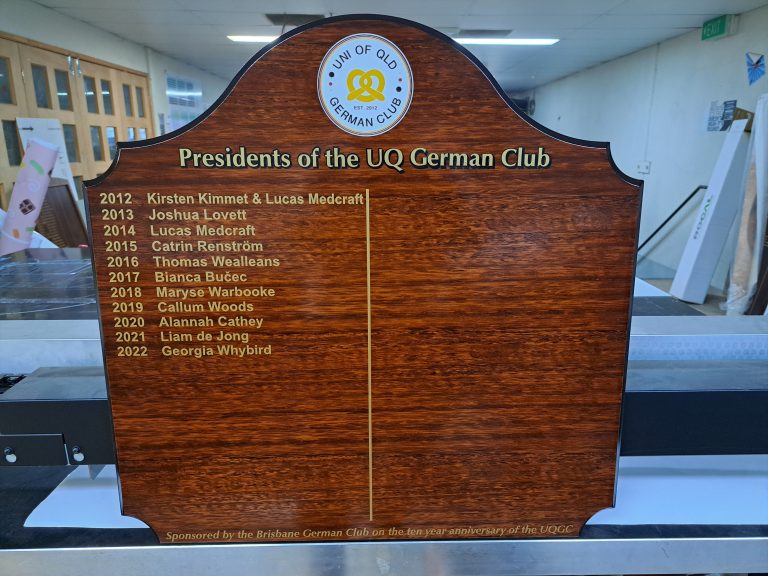 UNI OF QLD
EST. 2012
GERMAN CLUB
Presidents of the UQ German Club
2012 Kirsten Kimmet & Lucas Medcraft
2013 Joshua Lovett
2014 Lucas Medcraft
2015 Catrin Renström
2016 Thomas Wealleans
2017 Bianca Bučec
2018 Maryse Warbooke
2019 Callum Woods
2020 Alannah Cathey
2021 Liam de Jong
2022 Georgia Whybird
Sponsored by the Brisbane German Club on the ten year anniversary of the UQGC
EXIT